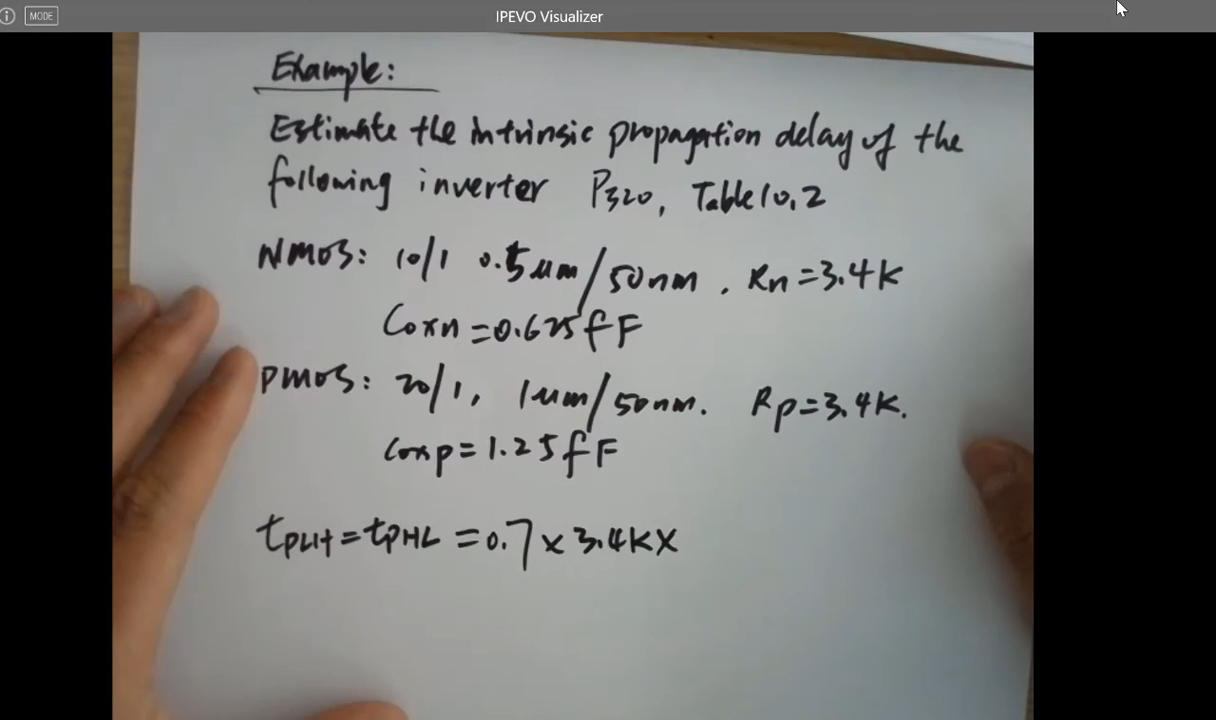 MODE
IPEVO Visualizer
Example:
Estimate the intrinsic propagation delay of the
following inverter P320, Table 10.2
NMOS: 10/1 0.5μm/50nm. Rn=3.4K
Coxn=0.625fF
PMOS: 20/1, 1μm/50nm. Rp=3.4K.
Coxp=1.25fF
tPLH=tPHL=0.7×3.4K×